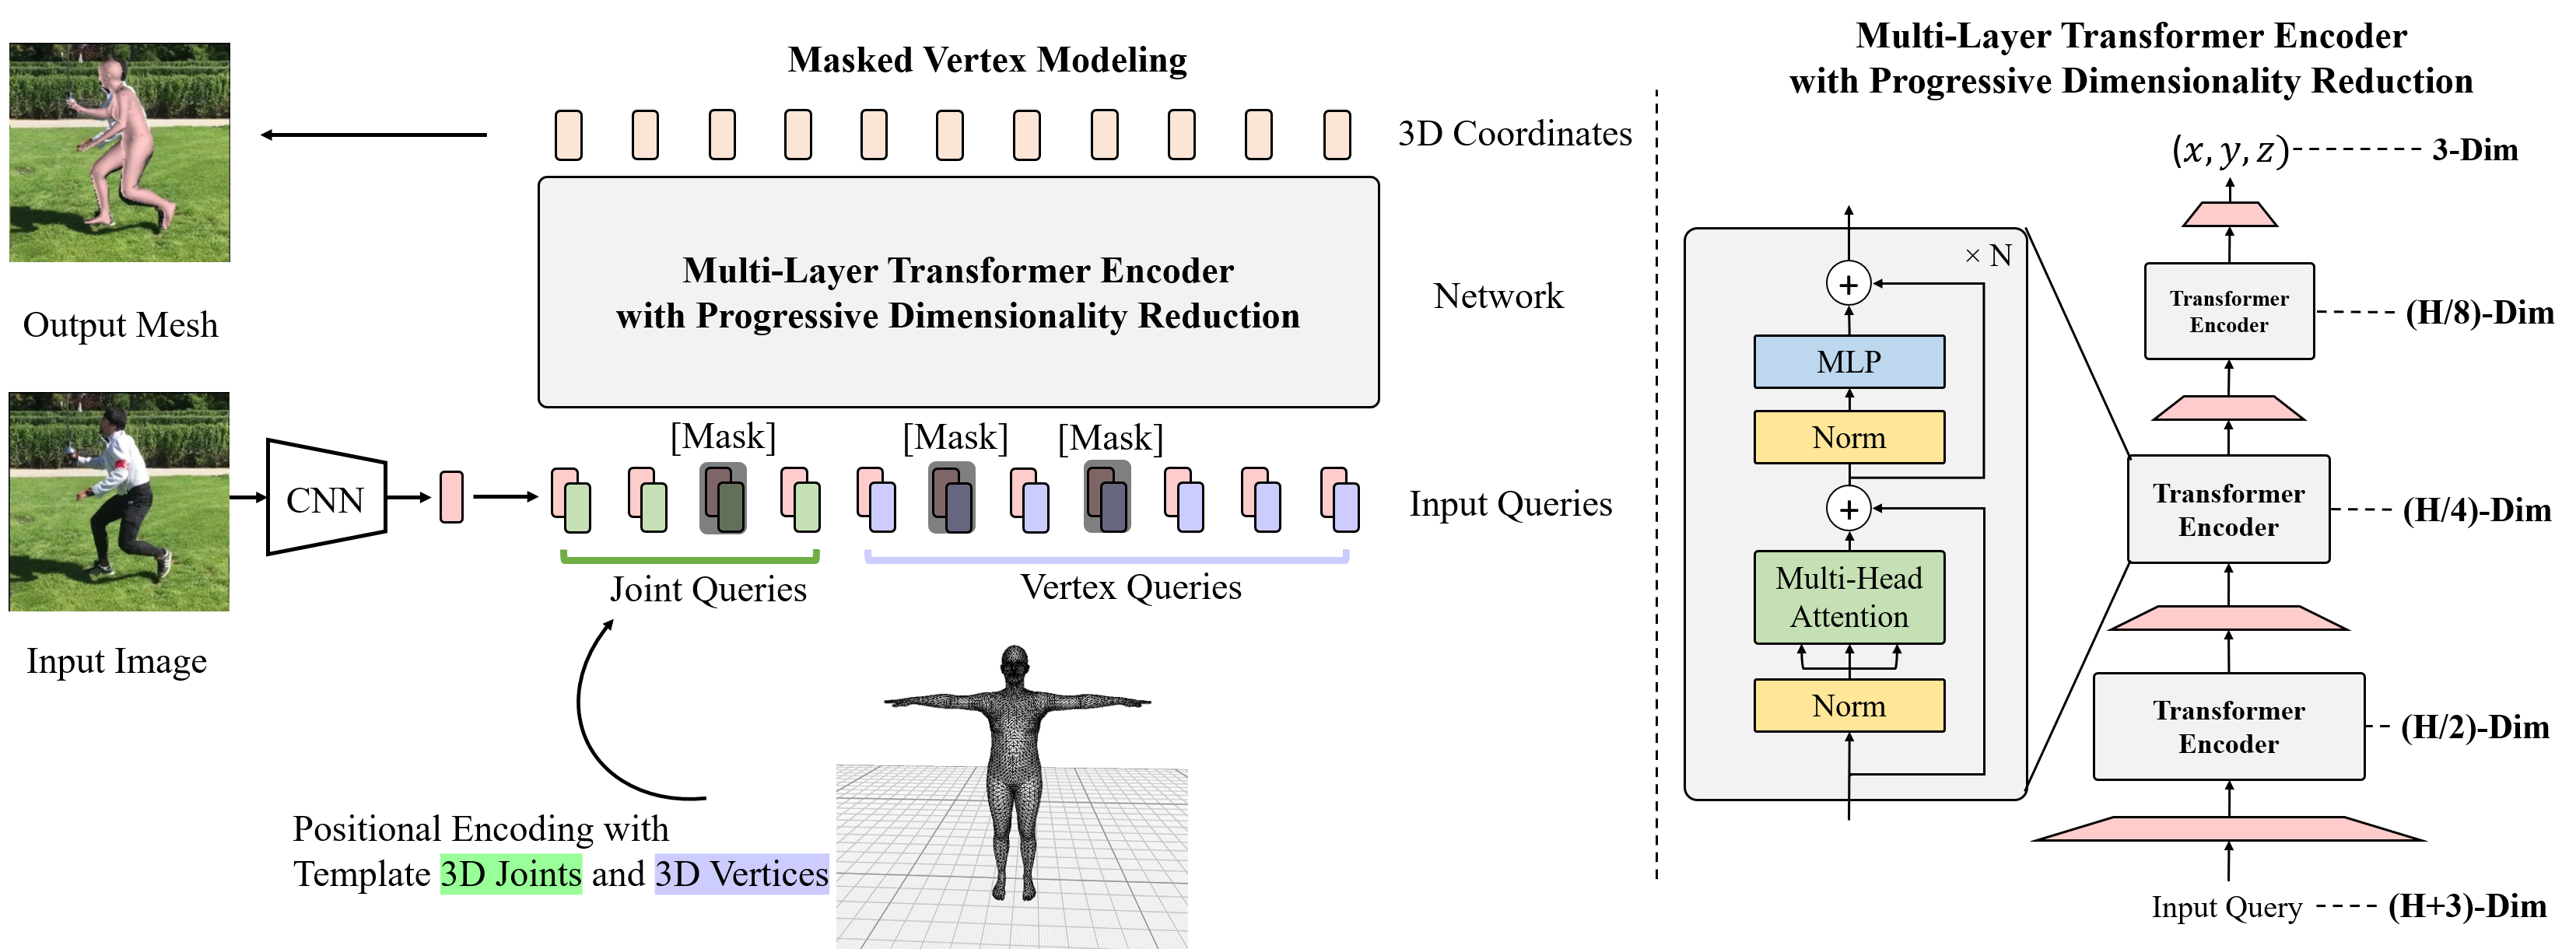 Masked Vertex Modeling
3D Coordinates
Multi-Layer Transformer Encoder
with Progressive Dimensionality Reduction
Network
Output Mesh
[Mask]
[Mask]
[Mask]
CNN
Input Queries
Joint Queries
Vertex Queries
Input Image
Positional Encoding with
Template 3D Joints and 3D Vertices
Multi-Layer Transformer Encoder
with Progressive Dimensionality Reduction
× N
+
MLP
Norm
+
Multi-Head
Attention
Norm
(x, y, z)
3-Dim
Transformer
Encoder
(H/8)-Dim
Transformer
Encoder
(H/4)-Dim
Transformer
Encoder
(H/2)-Dim
Input Query
(H+3)-Dim